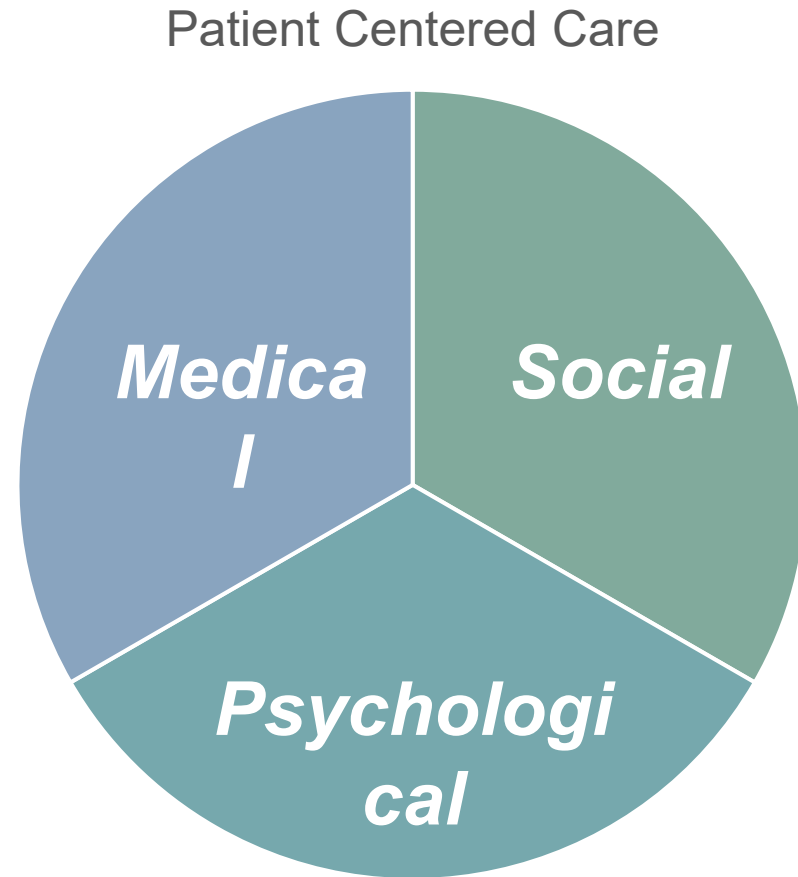 Patient Centered Care
Medica
l
Social
Psychologi
cal